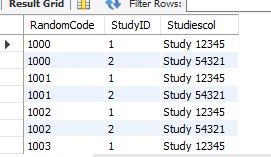 Result Grid Filter Rows:
RandomCode StudyID Studiescol
1000 1 Study 12345
1000 2 Study 54321
1001 1 Study 12345
1001 2 Study 54321
1002 1 Study 12345
1002 2 Study 54321
1003 1 Study 12345